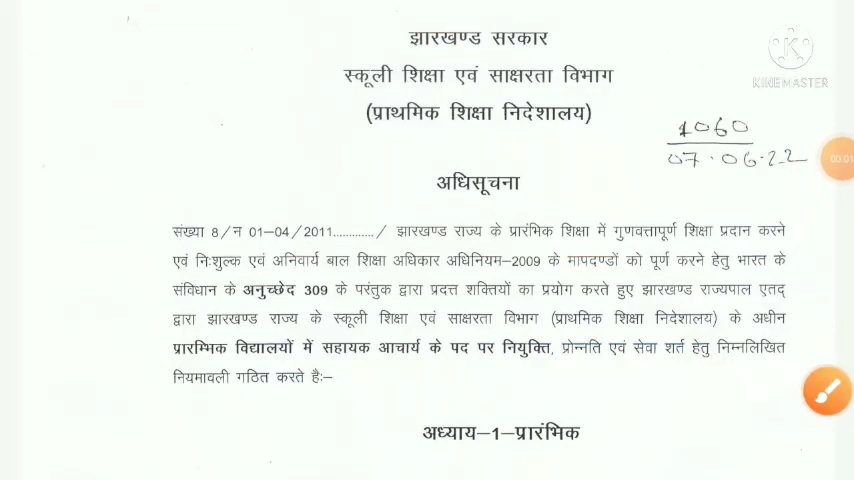 झारखण्ड सरकार
स्कूली शिक्षा एवं साक्षरता विभाग
(प्राथमिक शिक्षा निदेशालय)
KINEMASTER
1060
07.06.22
00:01
अधिसूचना
संख्या 8/न 01-04/2011............/ झारखण्ड राज्य के प्रारंभिक शिक्षा में गुणवत्तापूर्ण शिक्षा प्रदान करने
एवं निःशुल्क एवं अनिवार्य बाल शिक्षा अधिकार अधिनियम-2009 के मापदण्डों को पूर्ण करने हेतु भारत के
संविधान के अनुच्छेद 309 के परंतुक द्वारा प्रदत्त शक्तियों का प्रयोग करते हुए झारखण्ड राज्यपाल एतद्
द्वारा झारखण्ड राज्य के स्कूली शिक्षा एवं साक्षरता विभाग (प्राथमिक शिक्षा निदेशालय) के अधीन
प्रारम्भिक विद्यालयों में सहायक आचार्य के पद पर नियुक्ति, प्रोन्नति एवं सेवा शर्त हेतु निम्नलिखित
नियमावली गठित करते हैः-
अध्याय-1-प्रारंभिक